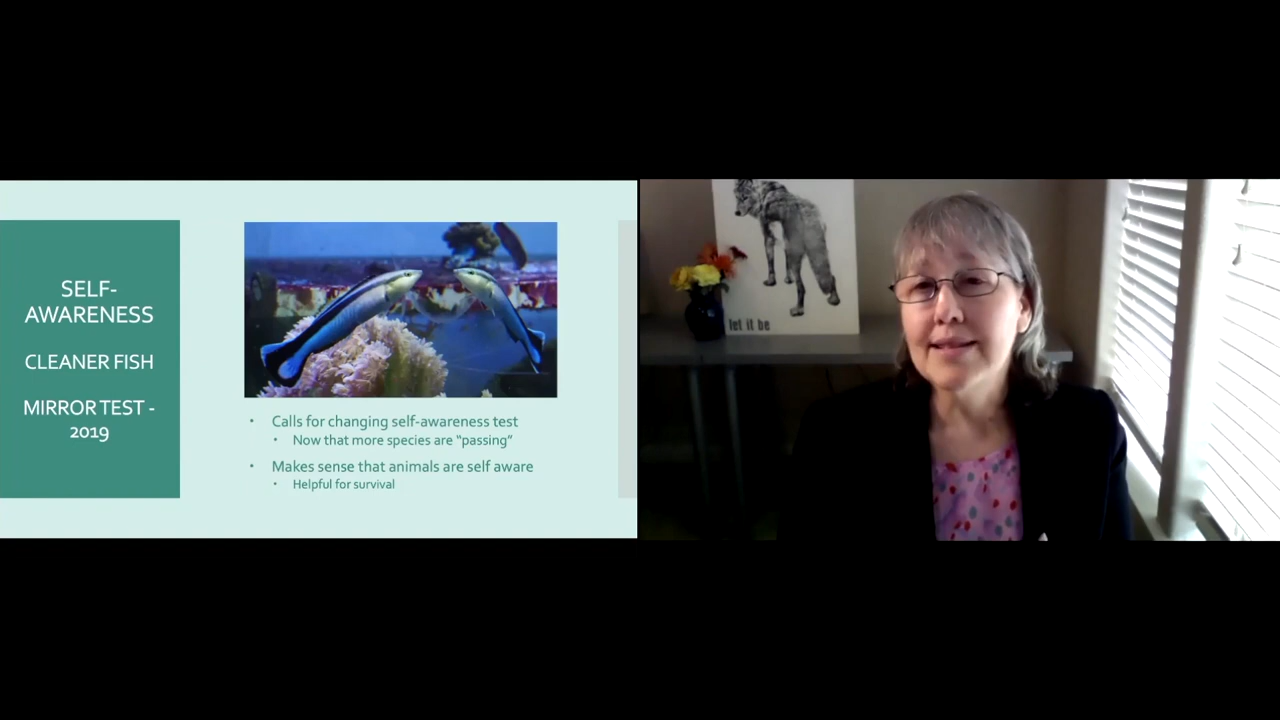 SELF-
AWARENESS
CLEANER FISH
MIRROR TEST -
2019
• Calls for changing self-awareness test
• Now that more species are “passing”
• Makes sense that animals are self aware
• Helpful for survival
let it be